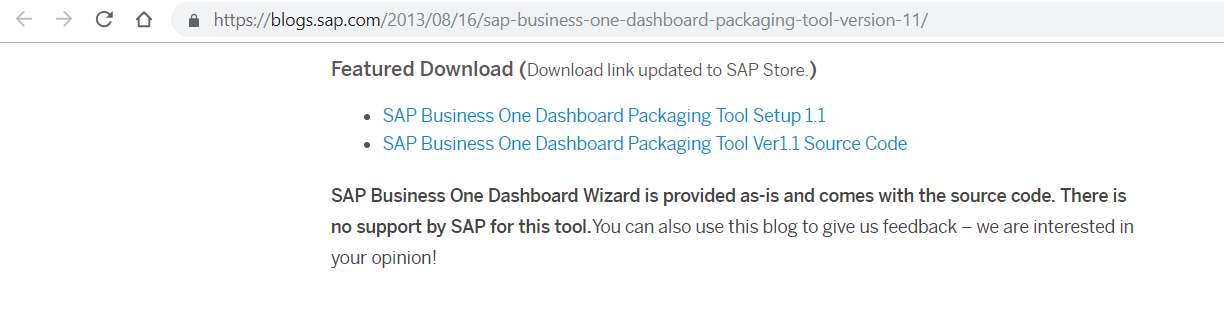 https://blogs.sap.com/2013/08/16/sap-business-one-dashboard-packaging-tool-version-11/
Featured Download (Download link updated to SAP Store.)
SAP Business One Dashboard Packaging Tool Setup 1.1
SAP Business One Dashboard Packaging Tool Ver1.1 Source Code
SAP Business One Dashboard Wizard is provided as-is and comes with the source code. There is
no support by SAP for this tool.You can also use this blog to give us feedback – we are interested in
your opinion!